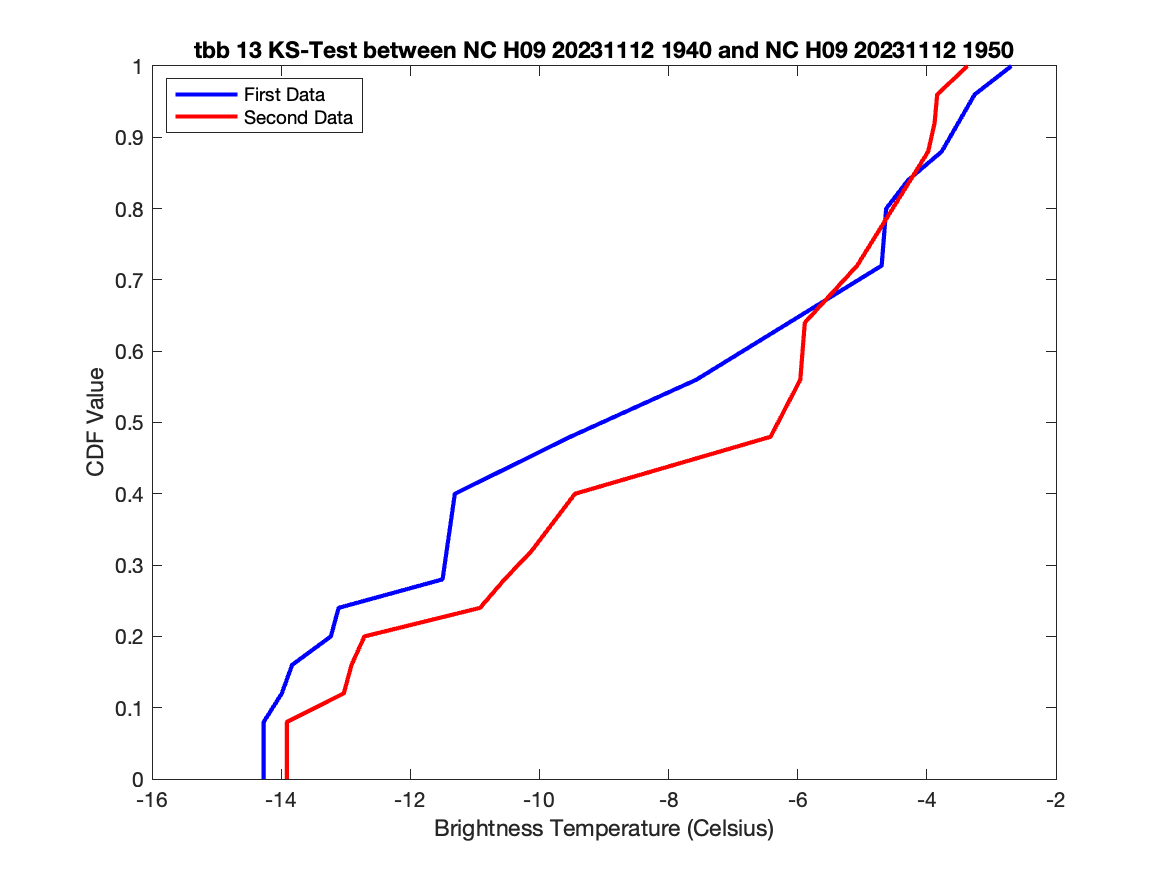 tbb 13 KS-Test between NC H09 20231112 1940 and NC H09 20231112 1950
First Data
Second Data
1
0.9
0.8
0.7
0.6
0.5
0.4
0.3
0.2
0.1
0
CDF Value
-16 -14 -12 -10 -8 -6 -4 -2
Brightness Temperature (Celsius)